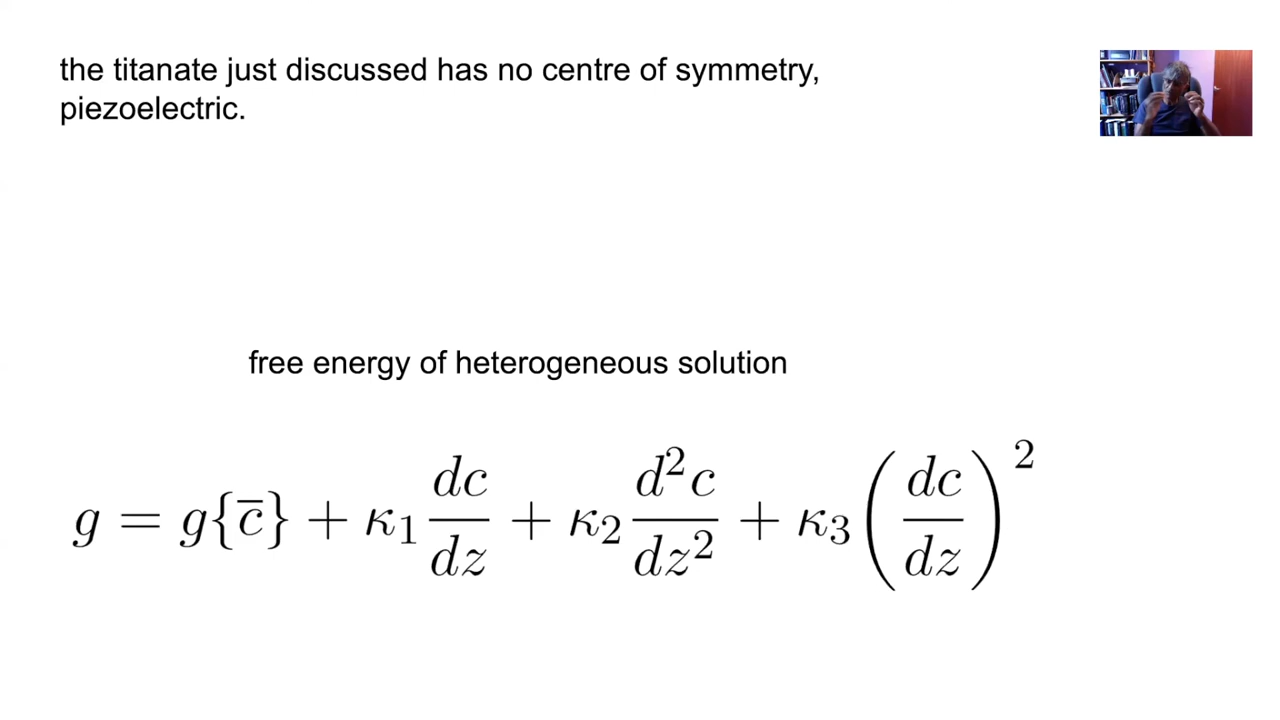 the titanate just discussed has no centre of symmetry,
piezoelectric.
free energy of heterogeneous solution
g = g{c̅} + κ₁ dc/dz + κ₂ d²c/dz² + κ₃ (dc/dz)²